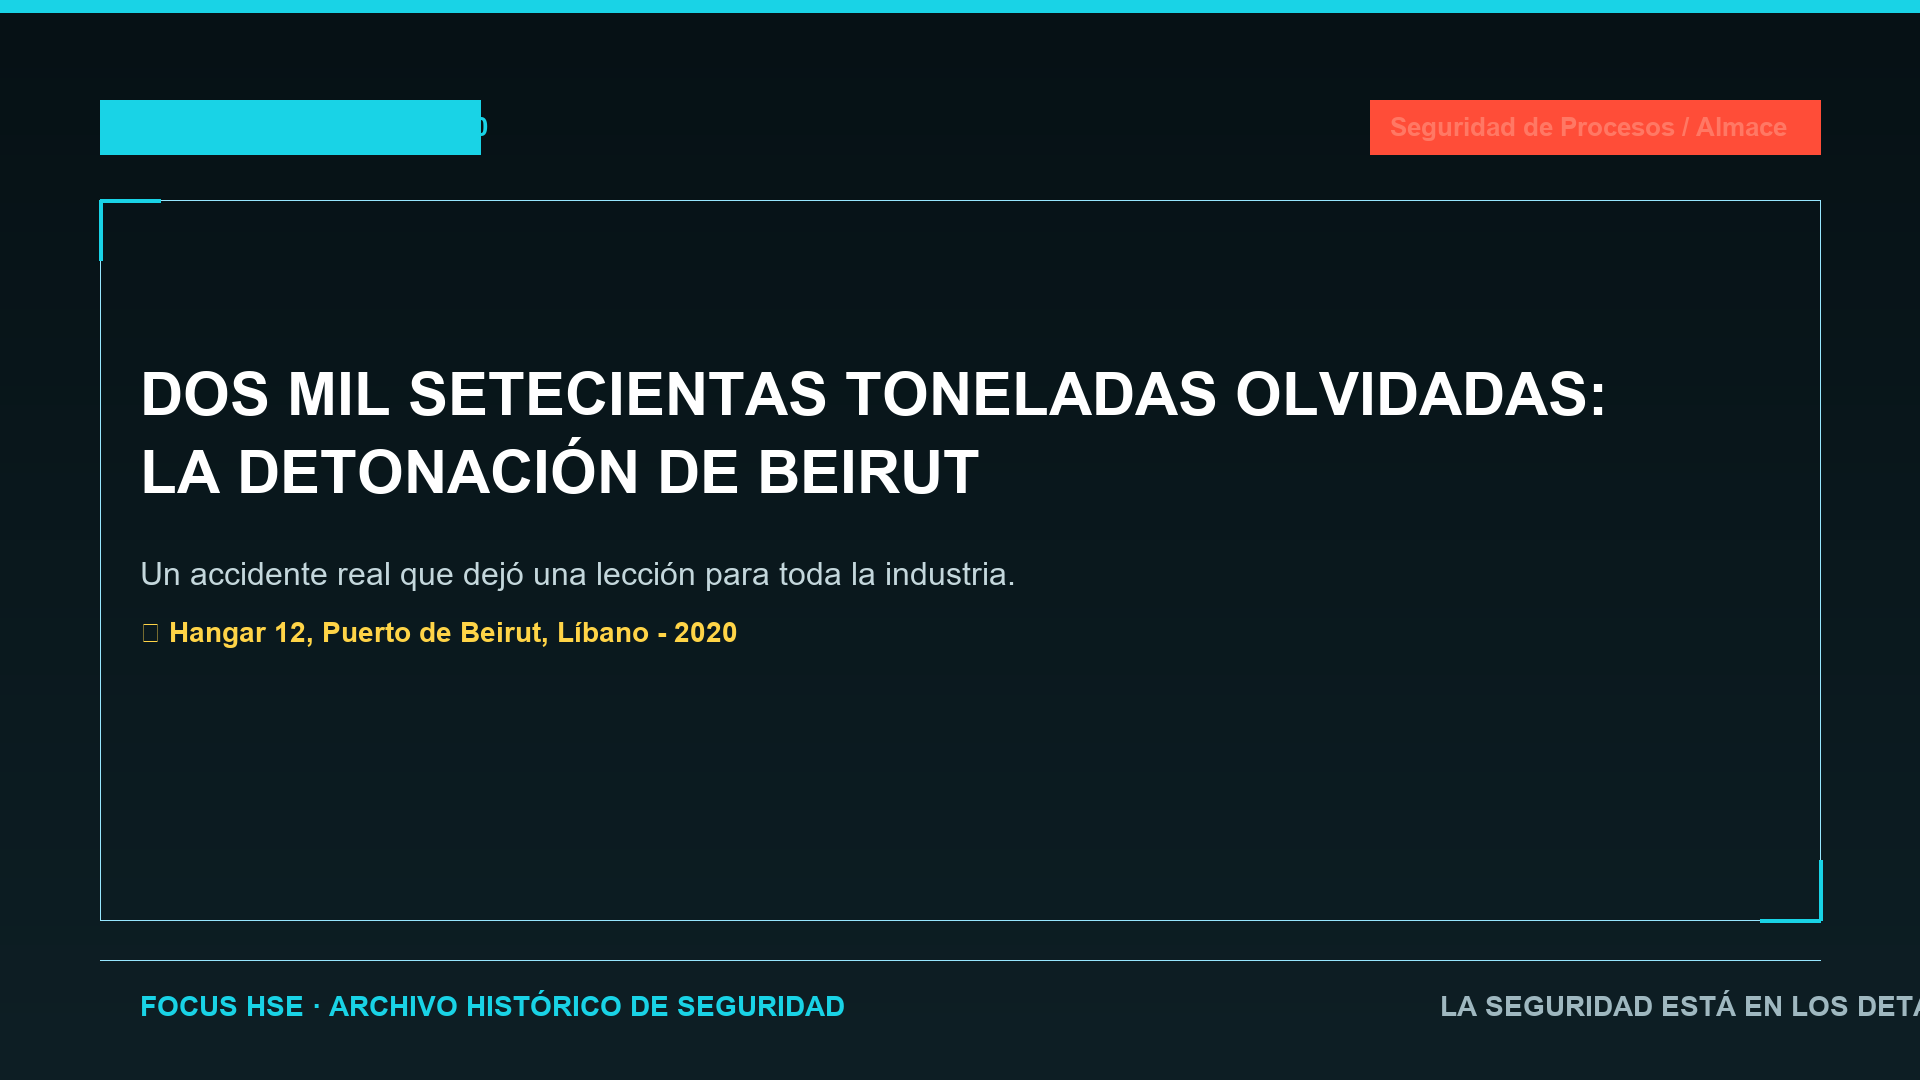 Seguridad de Procesos / Almace
DOS MIL SETECIENTAS TONELADAS OLVIDADAS:
LA DETONACIÓN DE BEIRUT
Un accidente real que dejó una lección para toda la industria.
Hangar 12, Puerto de Beirut, Líbano - 2020
FOCUS HSE · ARCHIVO HISTÓRICO DE SEGURIDAD
LA SEGURIDAD ESTÁ EN LOS DETA